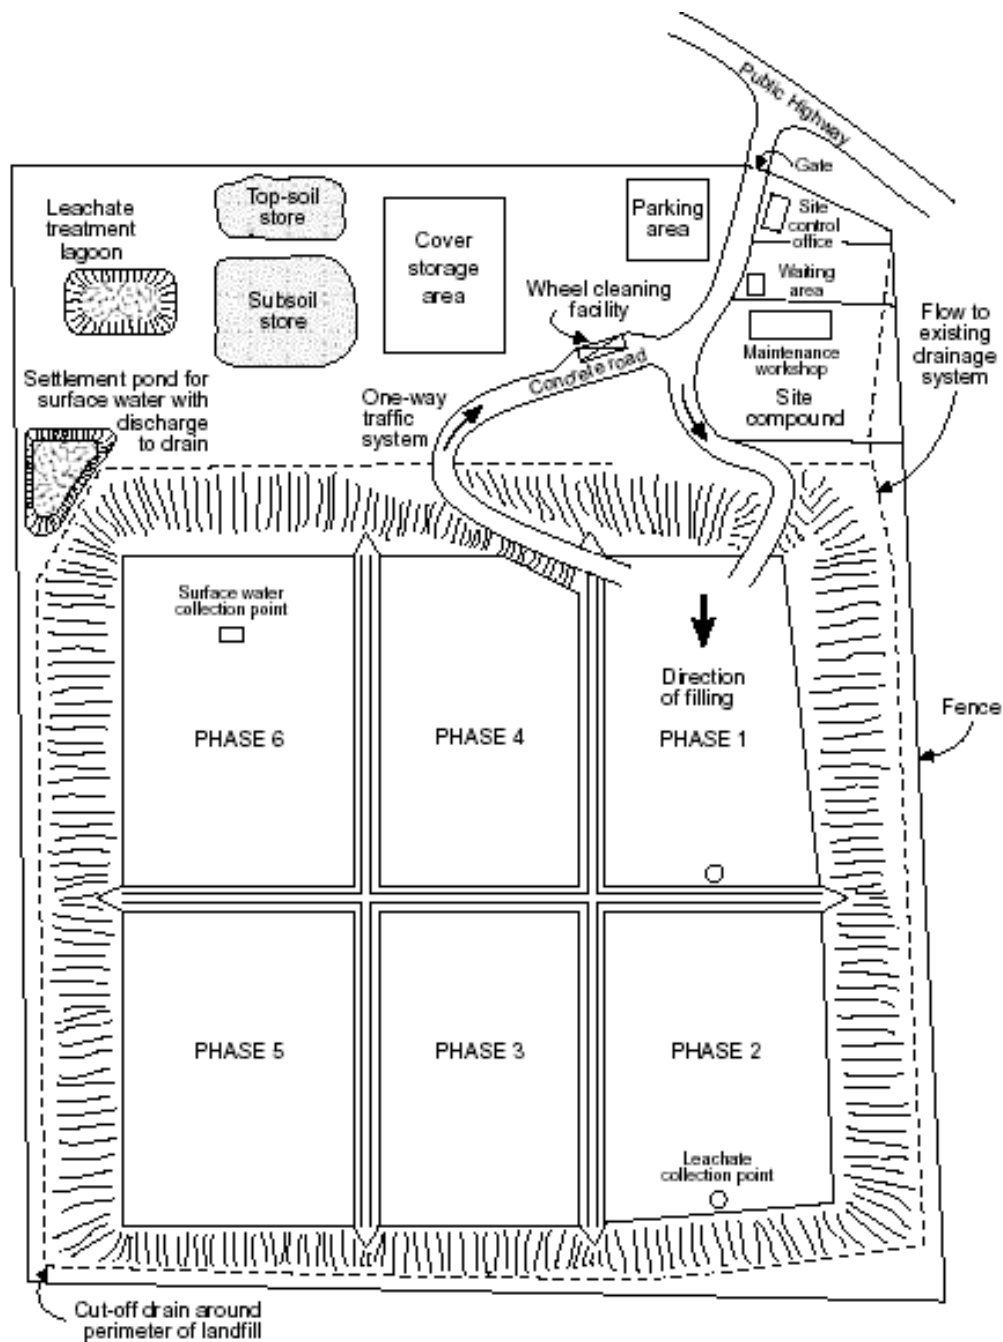 Public Highway
Gate
Leachate
treatment
lagoon
Top-soil
store
Cover
storage
area
Parking
area
Site
control
office
Subsoil
store
Wheel cleaning
facility
Waiting
area
Flow to
existing
drainage
system
Maintenance
workshop
Site
compound
Concrete road
Settlement pond for
surface water with
discharge
to drain
One-way
traffic
system
Surface water
collection point
Direction
of filling
PHASE 6
PHASE 4
PHASE 1
Fence
PHASE 5
PHASE 3
PHASE 2
Leachate
collection point
Cut-off drain around
perimeter of landfill